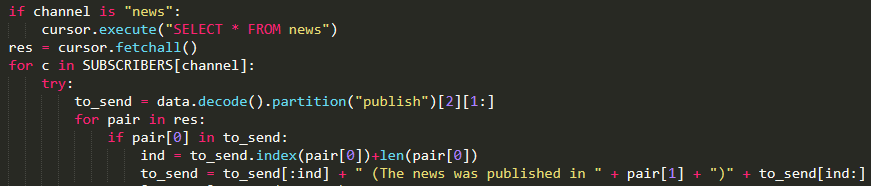 if channel is "news":
    cursor.execute("SELECT * FROM news")
res = cursor.fetchall()
for c in SUBSCRIBERS[channel]:
    try:
        to_send = data.decode().partition("publish")[2][1:]
        for pair in res:
            if pair[0] in to_send:
                ind = to_send.index(pair[0])+len(pair[0])
                to_send = to_send[:ind] + " (The news was published in " + pair[1] + ")" + to_send[ind:]